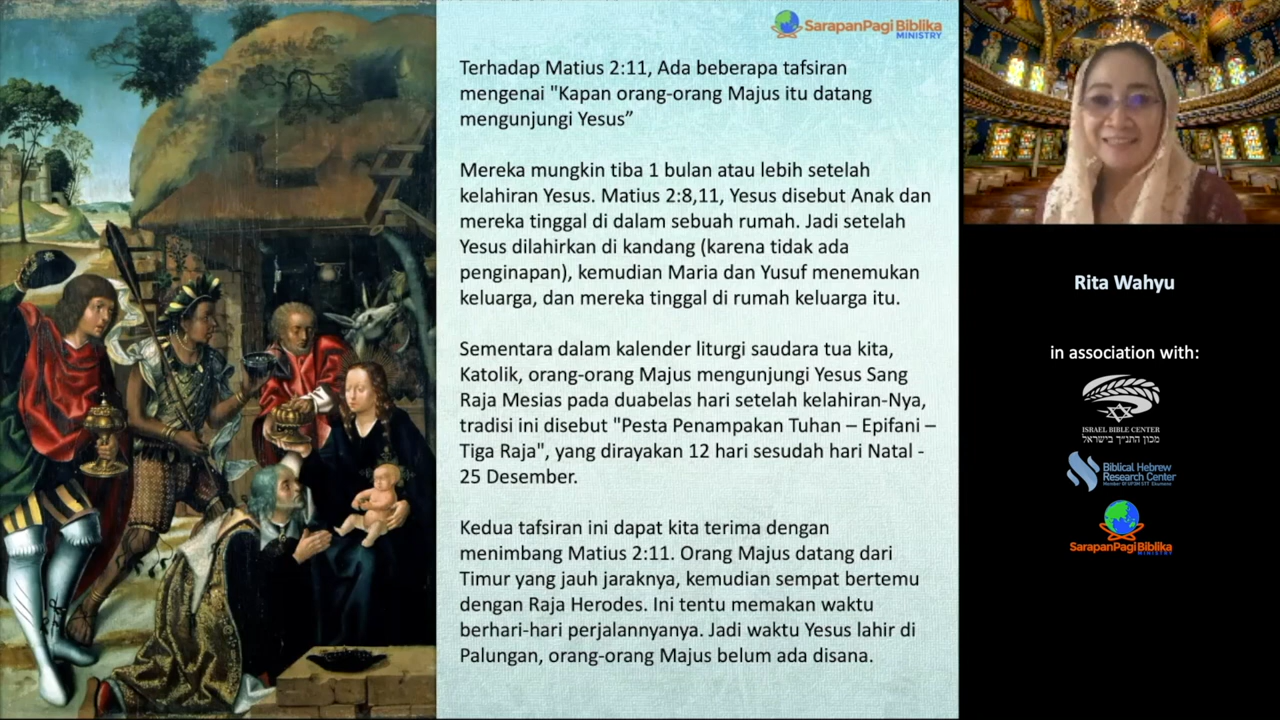 SarapanPagi Biblika
MINISTRY
Terhadap Matius 2:11, Ada beberapa tafsiran
mengenai "Kapan orang-orang Majus itu datang
mengunjungi Yesus”
Mereka mungkin tiba 1 bulan atau lebih setelah
kelahiran Yesus. Matius 2:8,11, Yesus disebut Anak dan
mereka tinggal di dalam sebuah rumah. Jadi setelah
Yesus dilahirkan di kandang (karena tidak ada
penginapan), kemudian Maria dan Yusuf menemukan
keluarga, dan mereka tinggal di rumah keluarga itu.
Sementara dalam kalender liturgi saudara tua kita,
Katolik, orang-orang Majus mengunjungi Yesus Sang
Raja Mesias pada duabelas hari setelah kelahiran-Nya,
tradisi ini disebut "Pesta Penampakan Tuhan – Epifani –
Tiga Raja", yang dirayakan 12 hari sesudah hari Natal -
25 Desember.
Kedua tafsiran ini dapat kita terima dengan
menimbang Matius 2:11. Orang Majus datang dari
Timur yang jauh jaraknya, kemudian sempat bertemu
dengan Raja Herodes. Ini tentu memakan waktu
berhari-hari perjalannyanya. Jadi waktu Yesus lahir di
Palungan, orang-orang Majus belum ada disana.
Rita Wahyu
in association with:
ISRAEL BIBLE CENTER
מכון התנ״ך בישראל
Biblical Hebrew
Research Center
Member Of UP3M STT Ekumene
SarapanPagi Biblika
MINISTRY